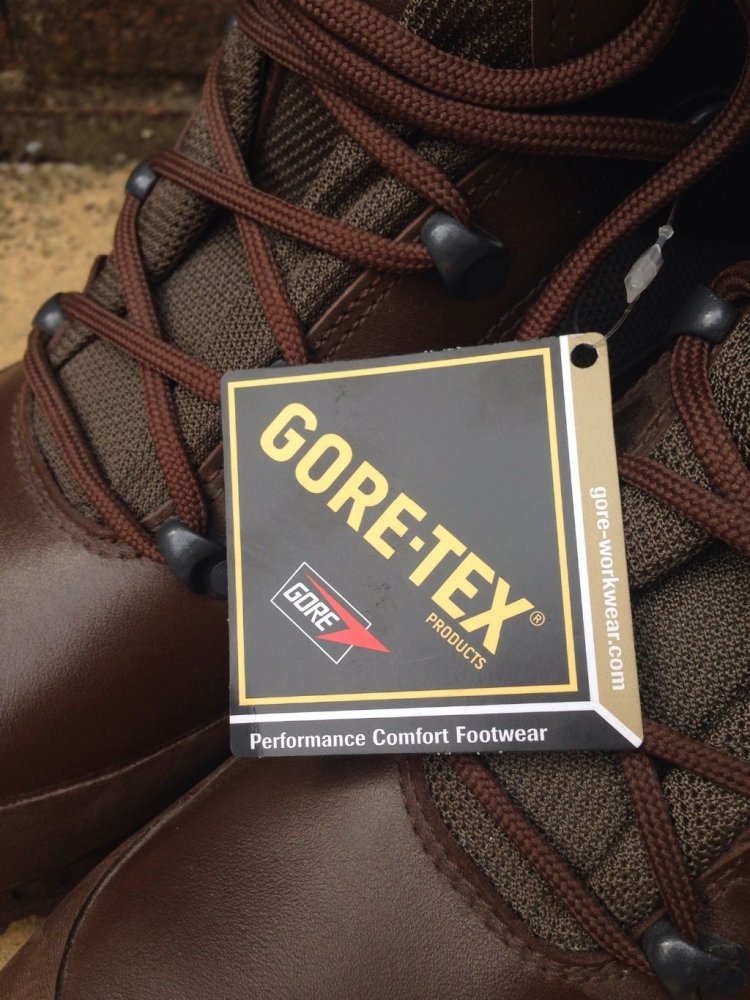 GORE-TEX®
PRODUCTS
GORE
Performance Comfort Footwear
gore-workwear.com